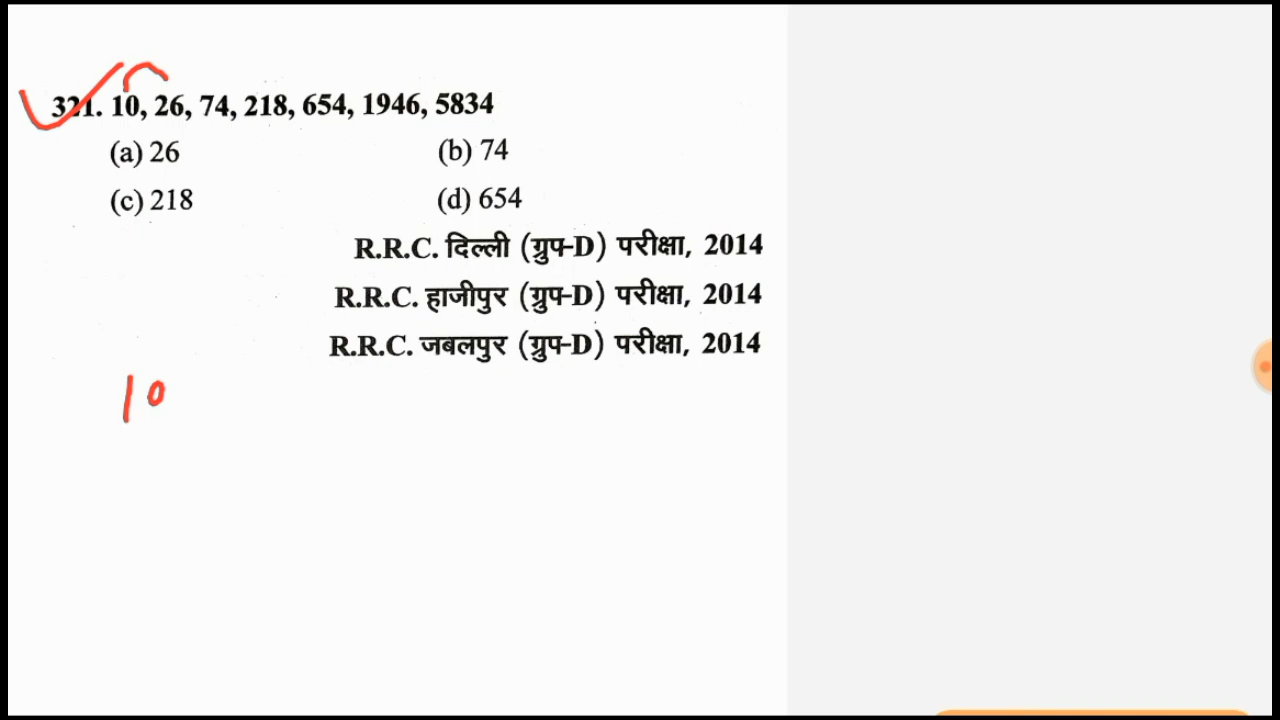 321. 10, 26, 74, 218, 654, 1946, 5834
(a) 26 (b) 74
(c) 218 (d) 654
R.R.C. दिल्ली (ग्रुप-D) परीक्षा, 2014
R.R.C. हाजीपुर (ग्रुप-D) परीक्षा, 2014
R.R.C. जबलपुर (ग्रुप-D) परीक्षा, 2014
10